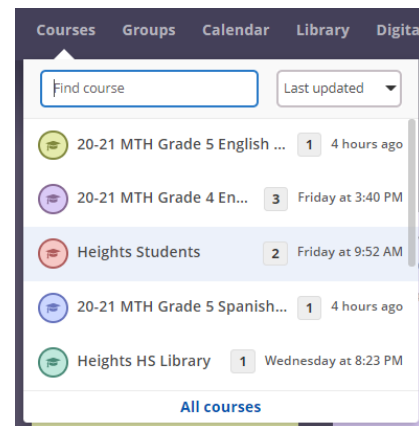 Courses Groups Calendar Library Digita
Find course Last updated
20-21 MTH Grade 5 English ... 1 4 hours ago
20-21 MTH Grade 4 En... 3 Friday at 3:40 PM
Heights Students 2 Friday at 9:52 AM
20-21 MTH Grade 5 Spanish... 1 4 hours ago
Heights HS Library 1 Wednesday at 8:23 PM
All courses